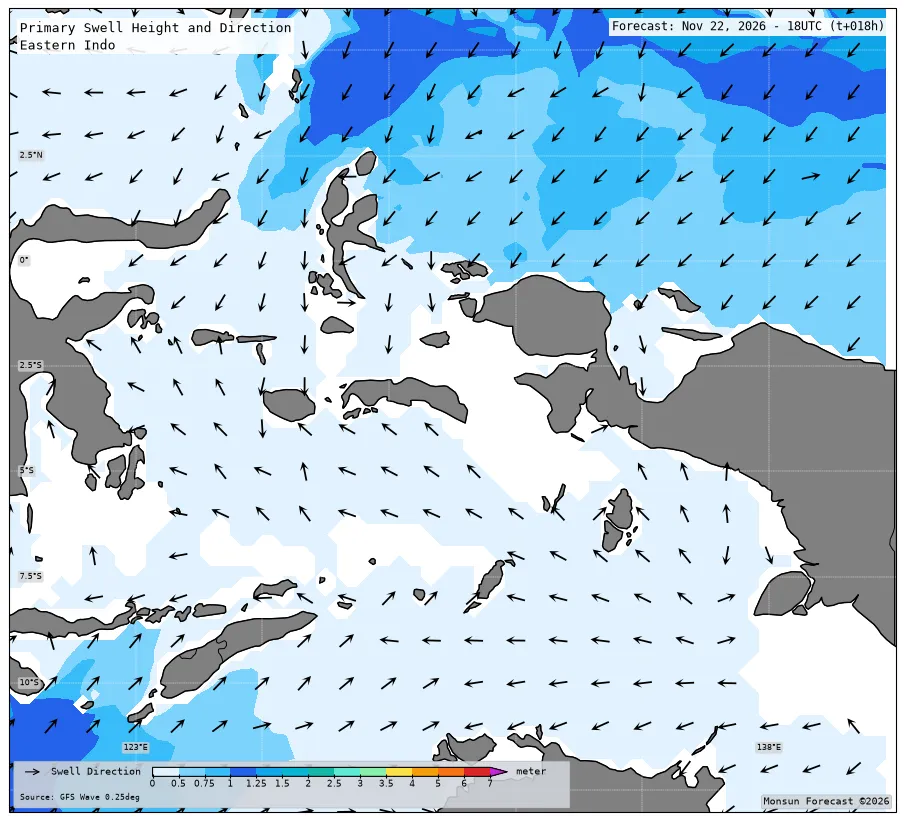 Primary Swell Height and Direction
Eastern Indo
Forecast: Nov 22, 2026 - 18UTC (t+018h)
2.5°N
0°
2.5°S
5°S
7.5°S
10°S
123°E
138°E
Swell Direction
0 0.5 0.75 1 1.25 1.5 2 2.5 3 3.5 4 5 6 7
meter
Source: GFS Wave 0.25deg
Monsun Forecast ©2026